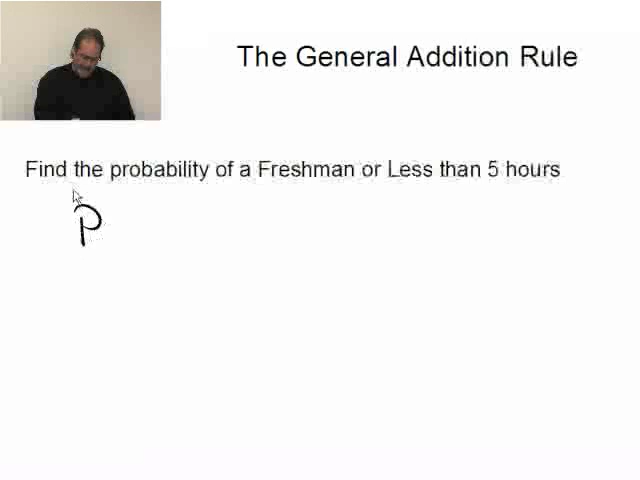 The General Addition Rule
Find the probability of a Freshman or Less than 5 hours
P